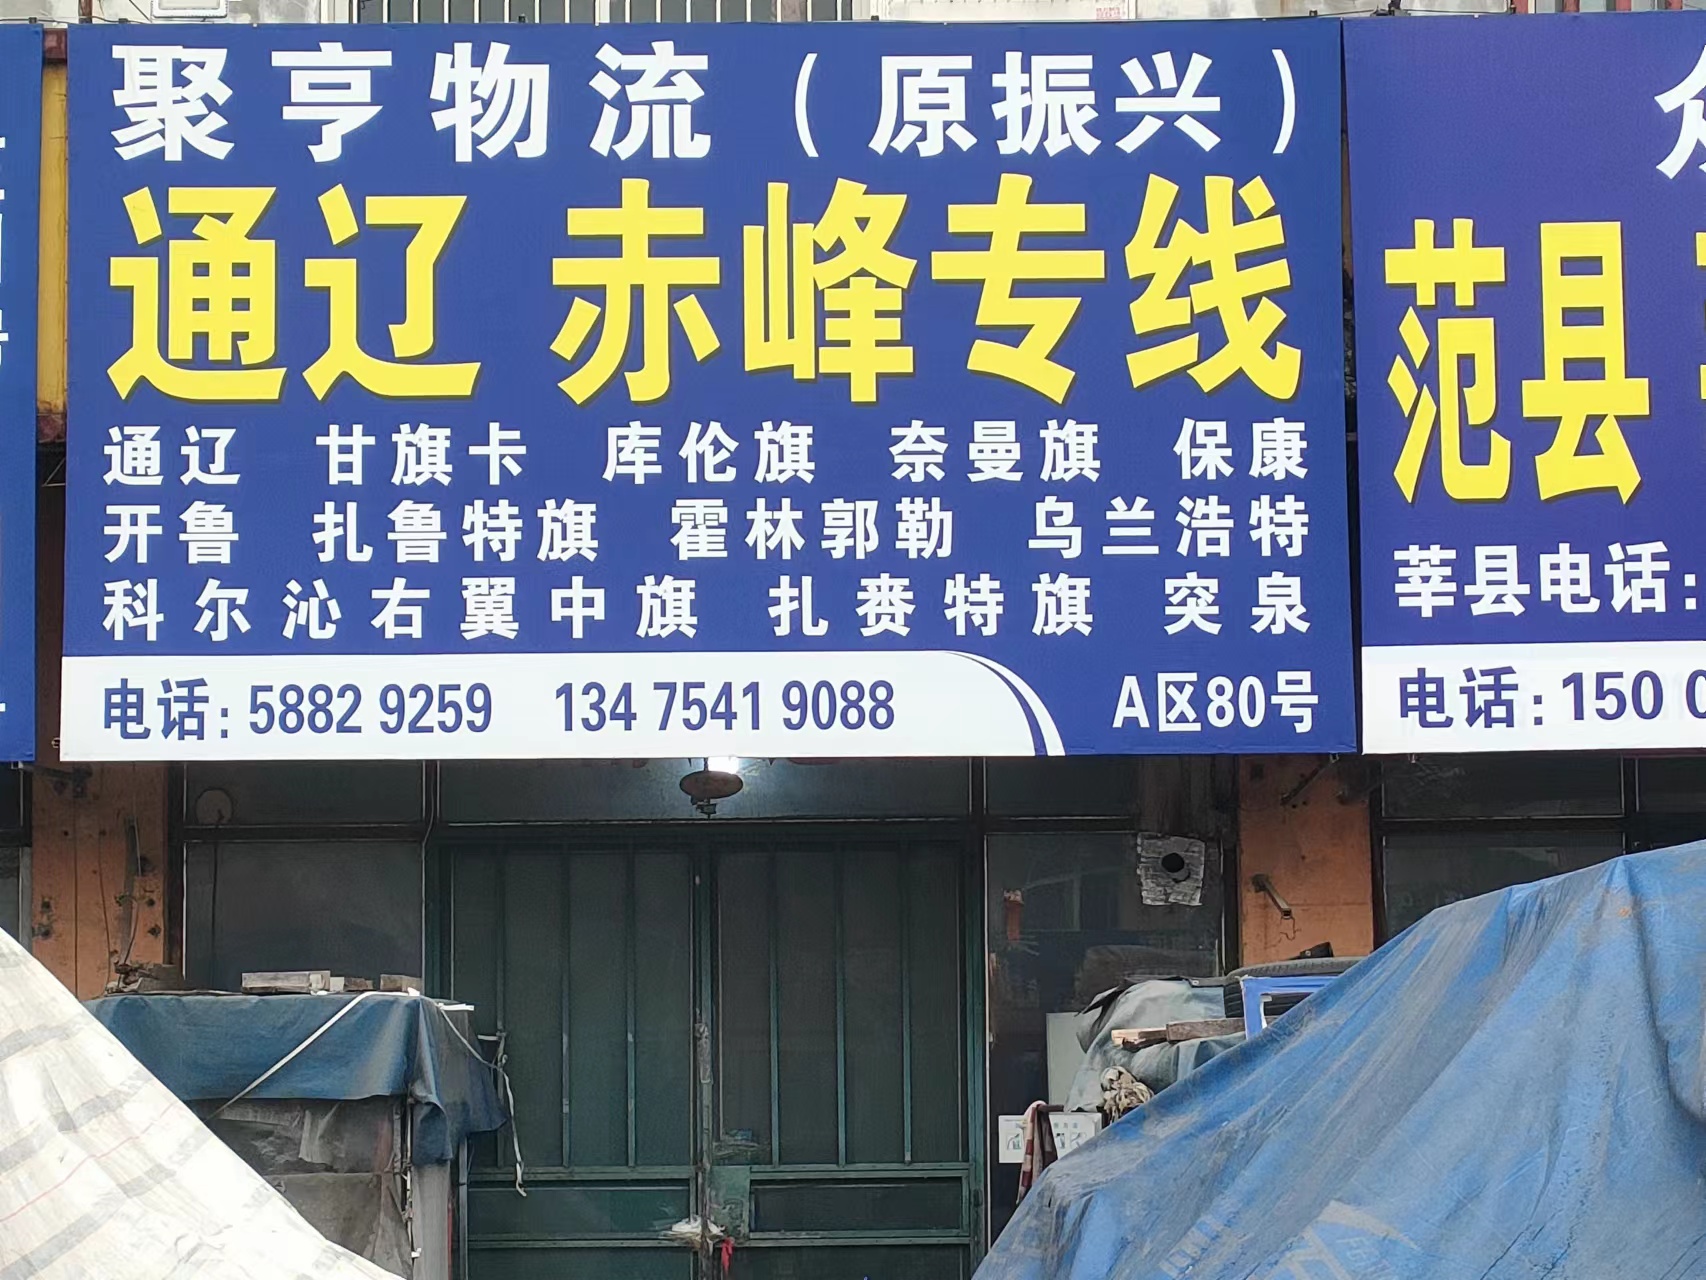 聚亨物流（原振兴）
通辽 赤峰专线
通辽 甘旗卡 库伦旗 奈曼旗 保康
开鲁 扎鲁特旗 霍林郭勒 乌兰浩特
科尔沁右翼中旗 扎赉特旗 突泉
电话: 5882 9259 134 7541 9088
A区80号
范县
莘县电话:
电话: 150